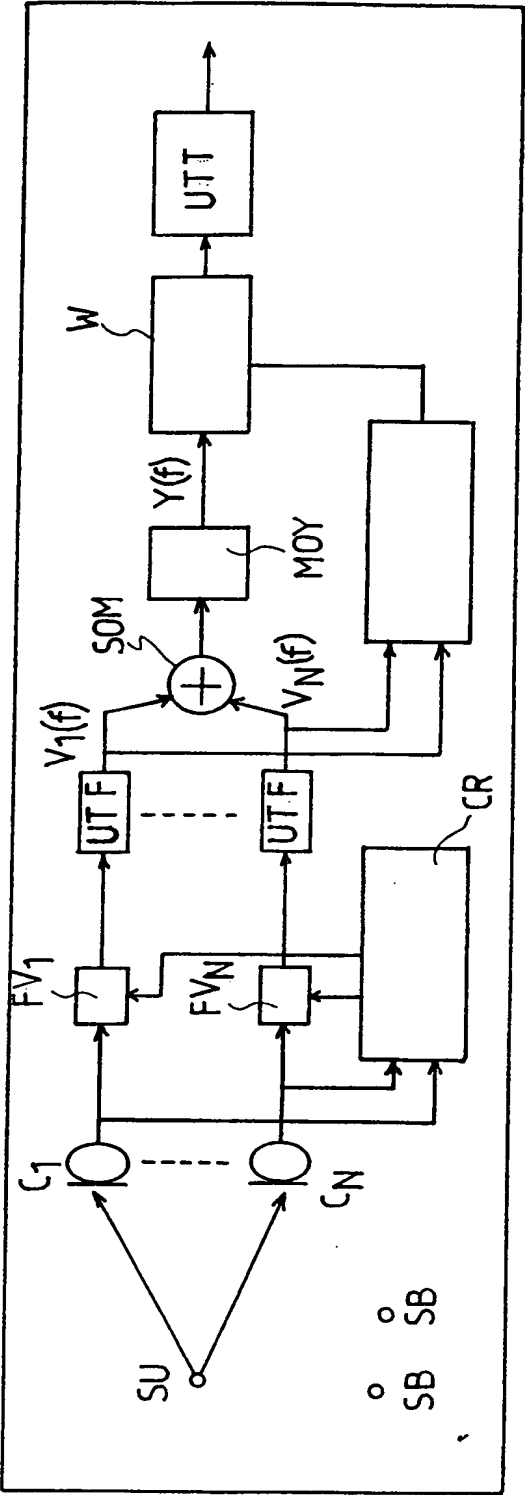 SU
SB
SB
C1
CN
FV1
FVN
CR
UTF
UTF
V1(f)
VN(f)
SOM
MOY
Y(f)
W
UTT